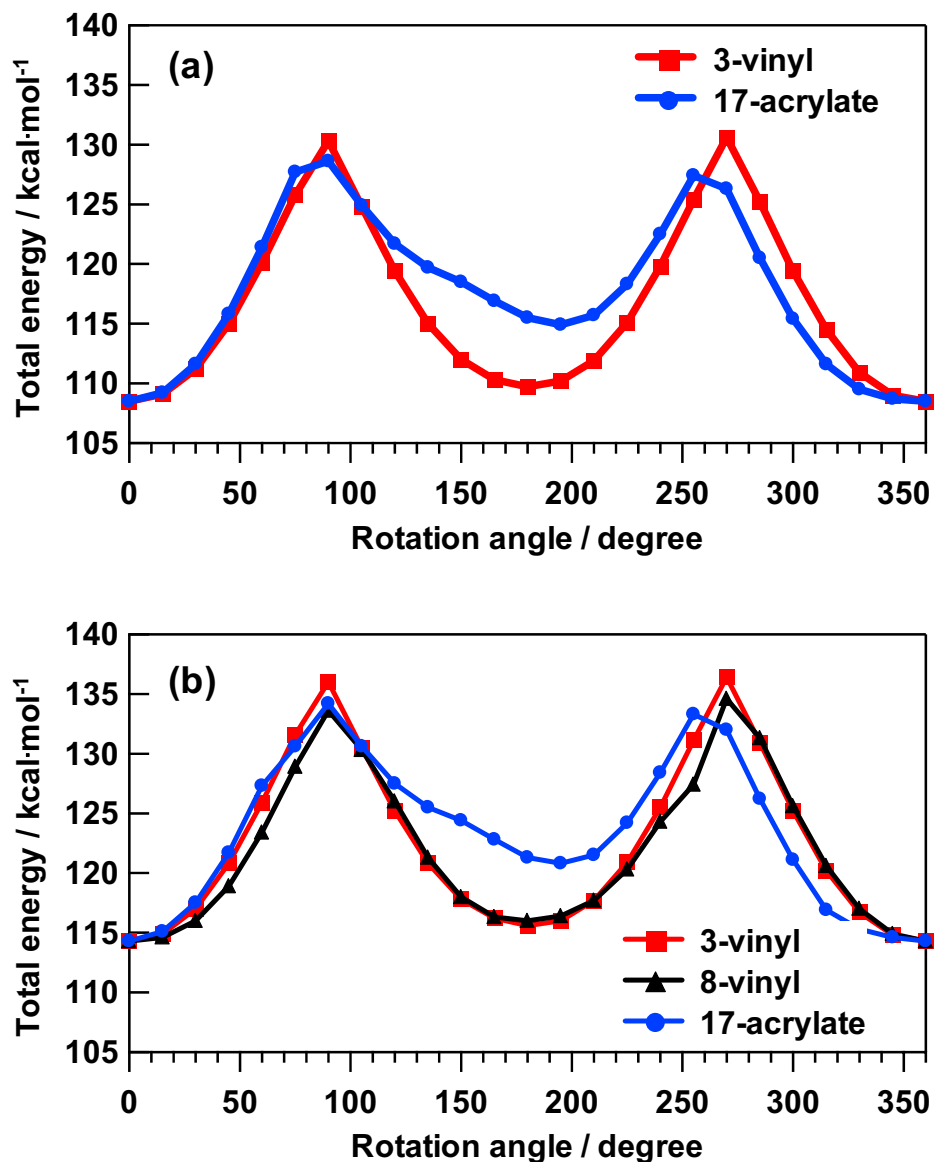 140
135
130
125
120
115
110
105
Total energy / kcal·mol⁻¹
(a)
3-vinyl
17-acrylate
0 50 100 150 200 250 300 350
Rotation angle / degree
140
135
130
125
120
115
110
105
Total energy / kcal·mol⁻¹
(b)
3-vinyl
8-vinyl
17-acrylate
0 50 100 150 200 250 300 350
Rotation angle / degree